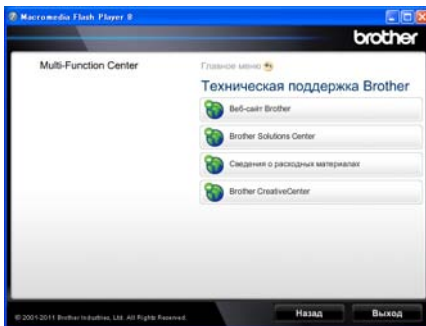 Macromedia Flash Player 8
brother
Multi-Function Center
Главное меню
Техническая поддержка Brother
Веб-сайт Brother
Brother Solutions Center
Сведения о расходных материалах
Brother CreativeCenter
© 2001-2011 Brother Industries, Ltd. All Rights Reserved.
Назад
Выход